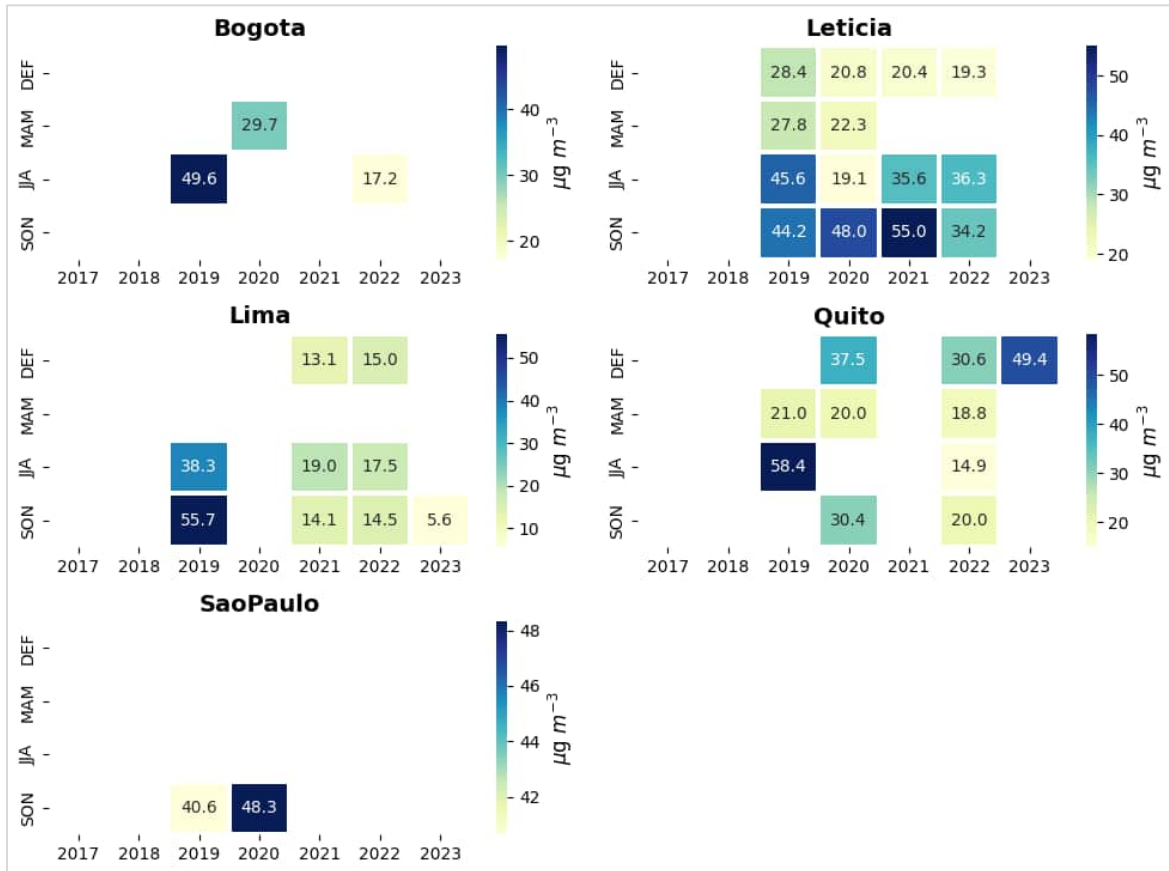 Bogota
DEF
MAM 29.7
JJA 49.6 17.2
SON
2017 2018 2019 2020 2021 2022 2023
40
30
20
µg m⁻³
Leticia
DEF 28.4 20.8 20.4 19.3
MAM 27.8 22.3
JJA 45.6 19.1 35.6 36.3
SON 44.2 48.0 55.0 34.2
2017 2018 2019 2020 2021 2022 2023
50
40
30
20
µg m⁻³
Lima
DEF 13.1 15.0
MAM
JJA 38.3 19.0 17.5
SON 55.7 14.1 14.5 5.6
2017 2018 2019 2020 2021 2022 2023
50
40
30
20
10
µg m⁻³
Quito
DEF 37.5 30.6 49.4
MAM 21.0 20.0 18.8
JJA 58.4 14.9
SON 30.4 20.0
2017 2018 2019 2020 2021 2022 2023
50
40
30
20
µg m⁻³
SaoPaulo
DEF
MAM
JJA
SON 40.6 48.3
2017 2018 2019 2020 2021 2022 2023
48
46
44
42
µg m⁻³